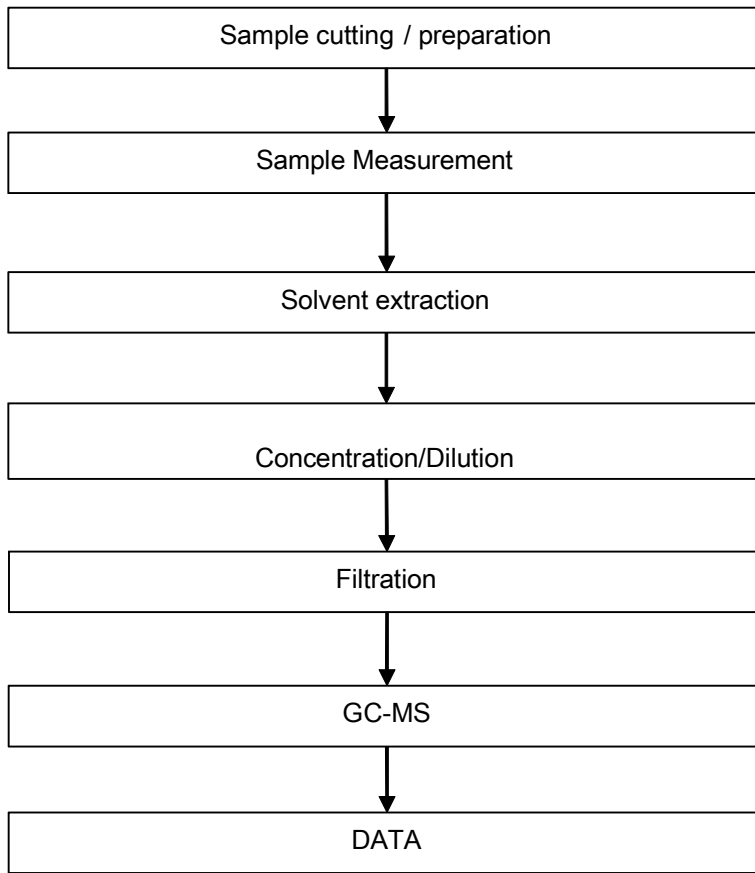 Sample cutting / preparation
Sample Measurement
Solvent extraction
Concentration/Dilution
Filtration
GC-MS
DATA